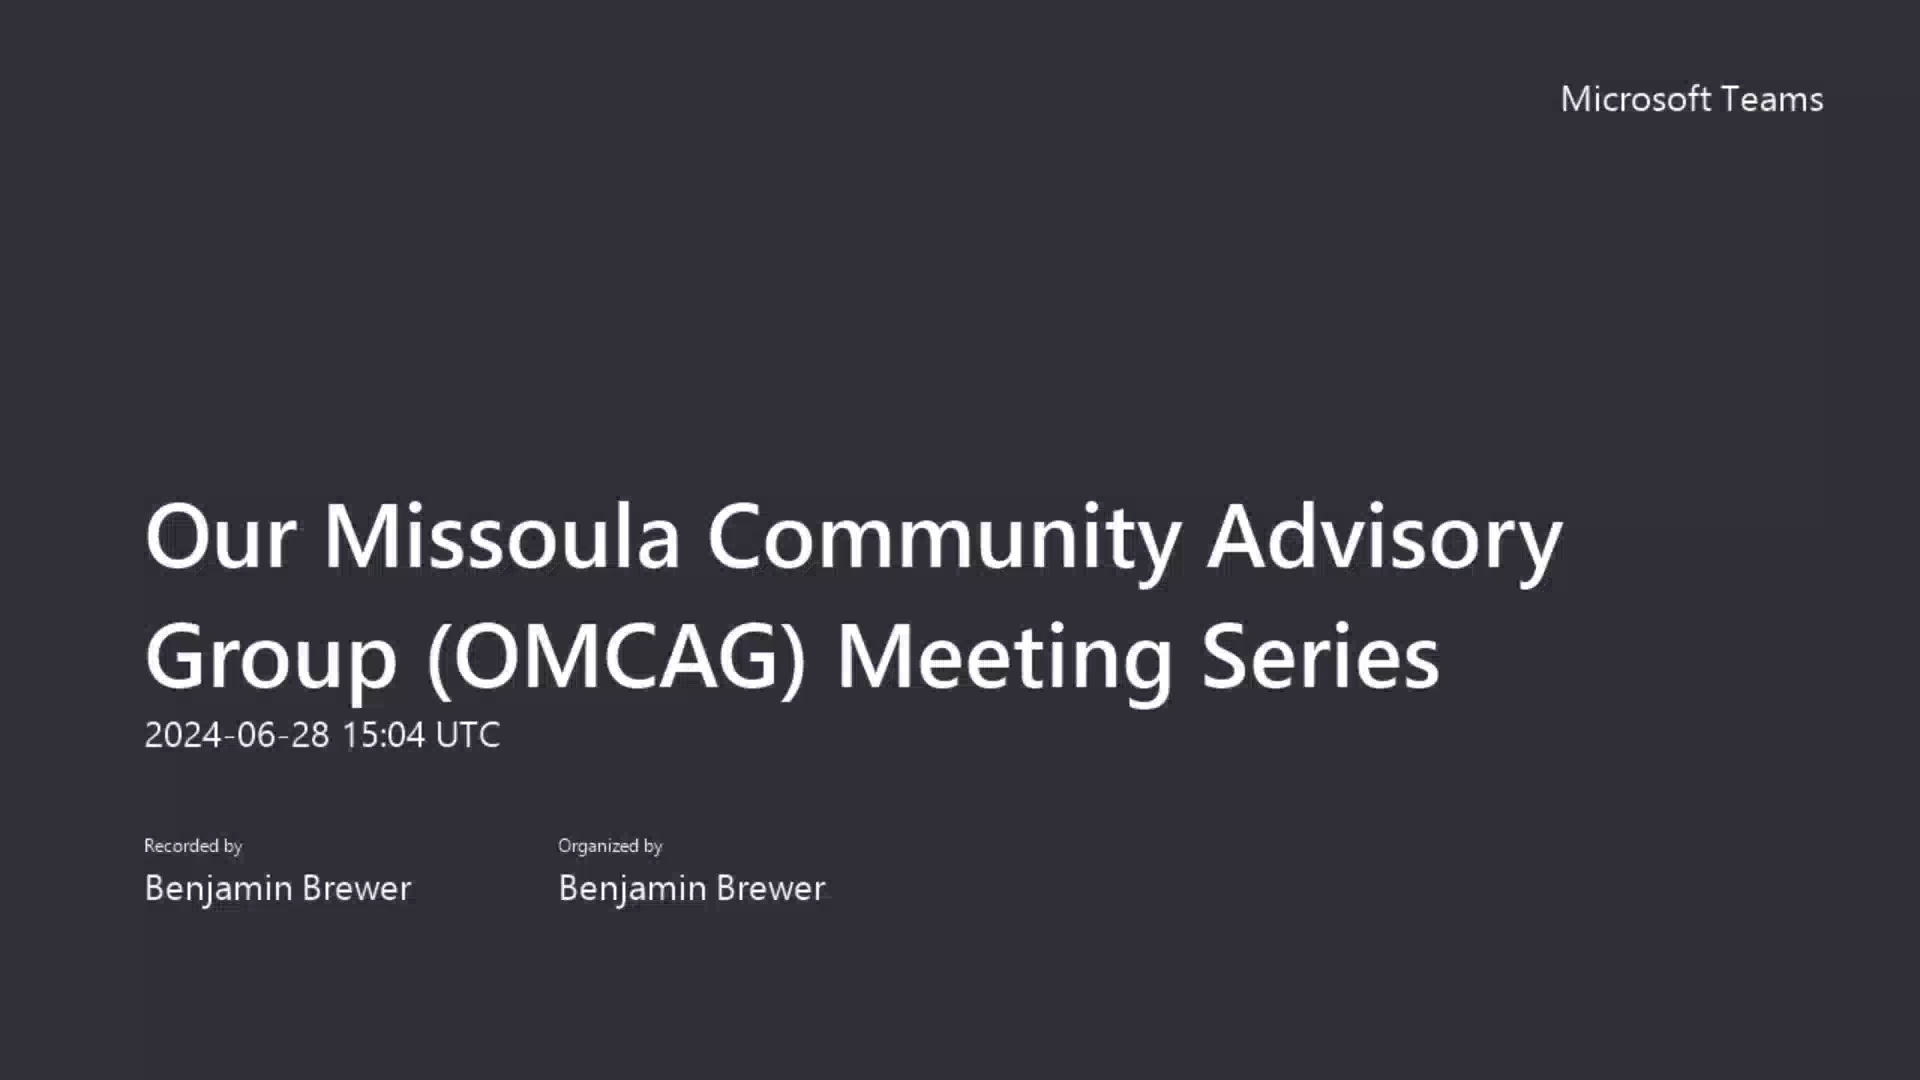 Microsoft Teams
Our Missoula Community Advisory
Group (OMCAG) Meeting Series
2024-06-28 15:04 UTC
Recorded by
Benjamin Brewer
Organized by
Benjamin Brewer